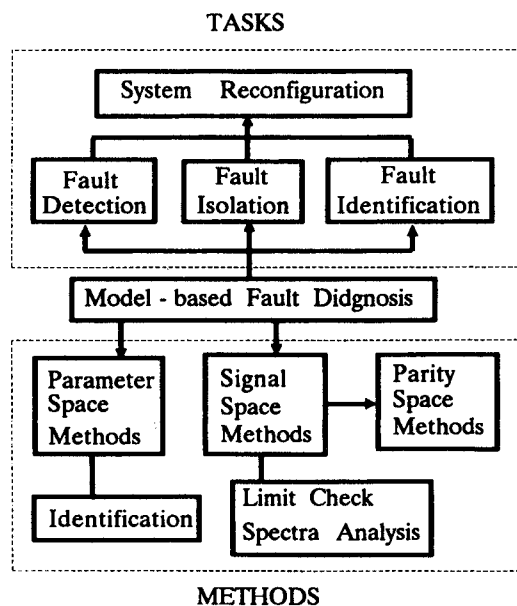 TASKS
System Reconfiguration
Fault
Detection
Fault
Isolation
Fault
Identification
Model - based Fault Didgnosis
Parameter
Space
Methods
Signal
Space
Methods
Parity
Space
Methods
Identification
Limit Check
Spectra Analysis
METHODS